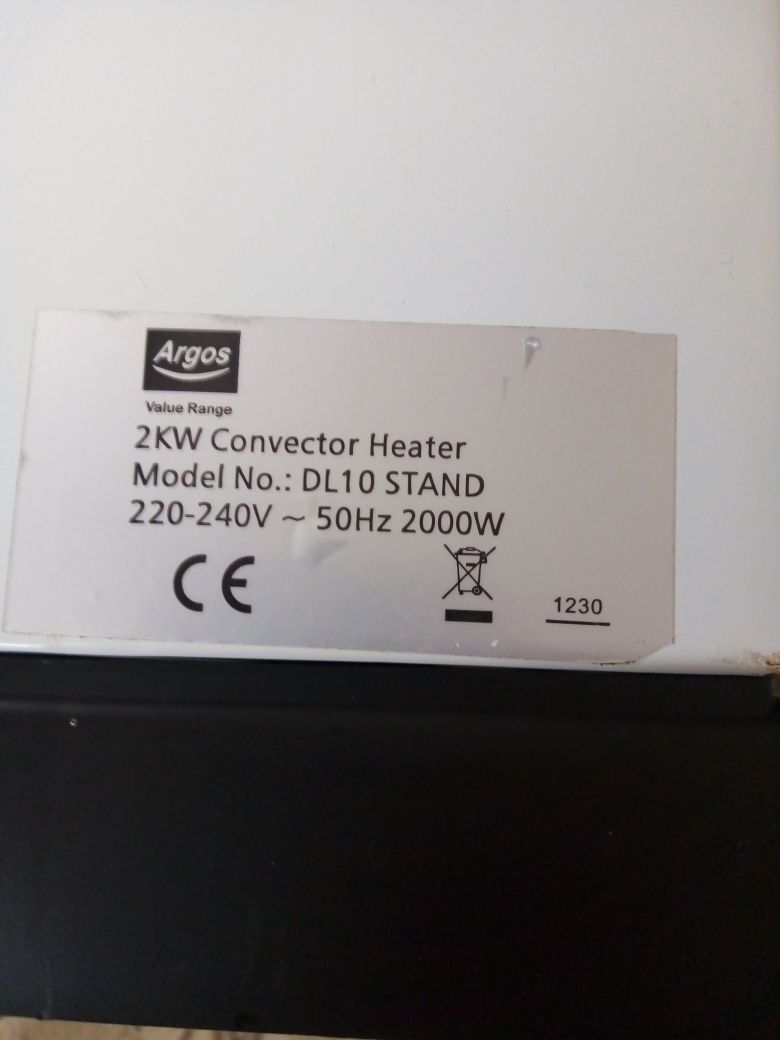 Argos
Value Range
2KW Convector Heater
Model No.: DL10 STAND
220-240V ~ 50Hz 2000W
CE
1230